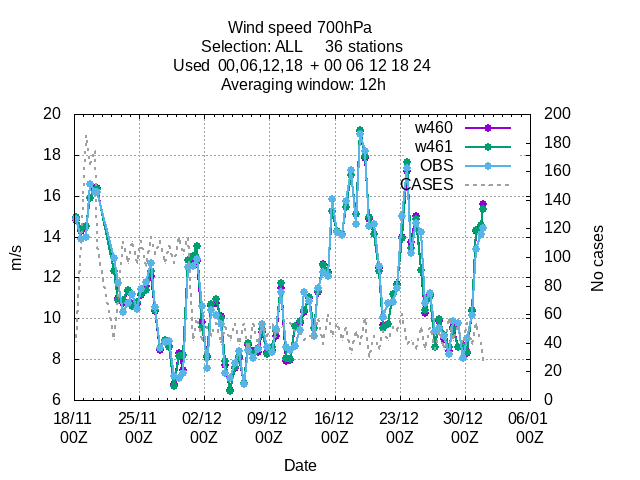 Wind speed 700hPa
Selection: ALL     36 stations
Used  00,06,12,18  + 00 06 12 18 24
Averaging window: 12h
20
18
16
14
12
10
8
6
200
180
160
140
120
100
80
60
40
20
0
w460
w461
OBS
CASES
m/s
No cases
18/11 25/11 02/12 09/12 16/12 23/12 30/12 06/01
00Z 00Z 00Z 00Z 00Z 00Z 00Z 00Z
Date